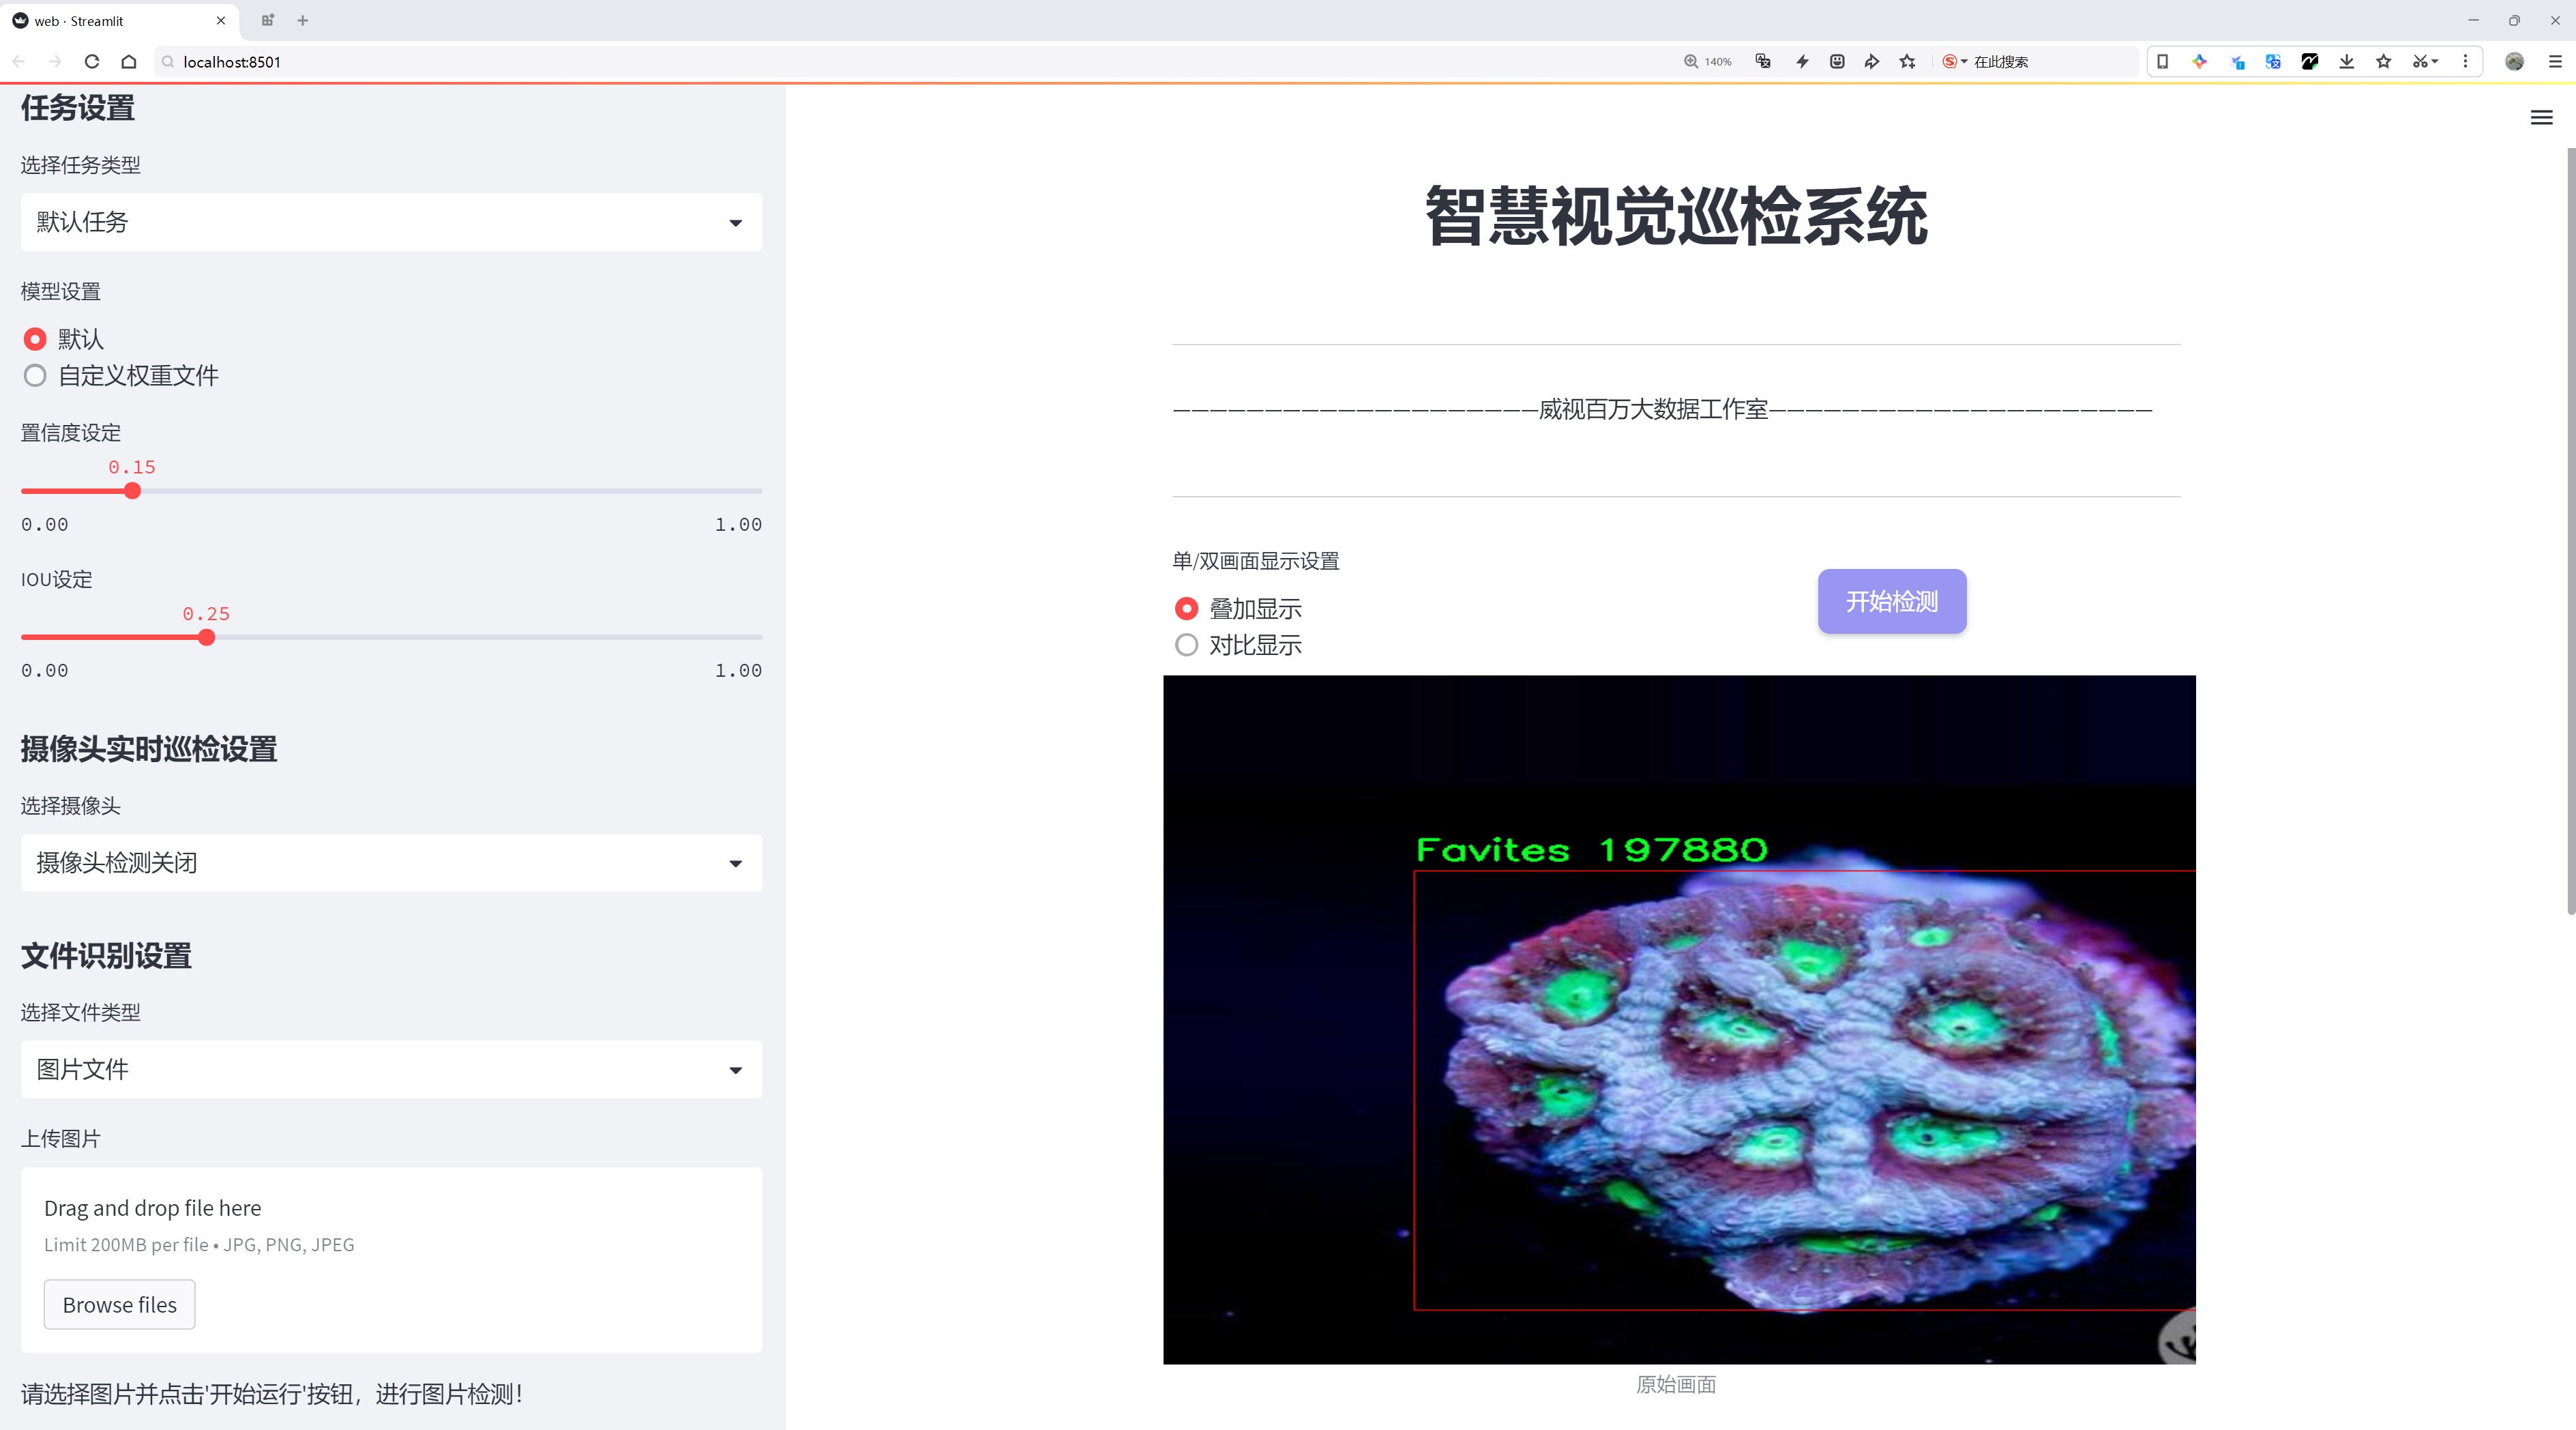 web · Streamlit
localhost:8501
140%
在此搜索
任务设置
选择任务类型
默认任务
模型设置
默认
自定义权重文件
置信度设定
0.15
0.00
1.00
IOU设定
0.25
0.00
1.00
摄像头实时巡检设置
选择摄像头
摄像头检测关闭
文件识别设置
选择文件类型
图片文件
上传图片
Drag and drop file here
Limit 200MB per file • JPG, PNG, JPEG
Browse files
请选择图片并点击'开始运行'按钮，进行图片检测！
智慧视觉巡检系统
————————————————————威视百万大数据工作室—————————————————————
单/双画面显示设置
叠加显示
对比显示
开始检测
Favites 197880
原始画面